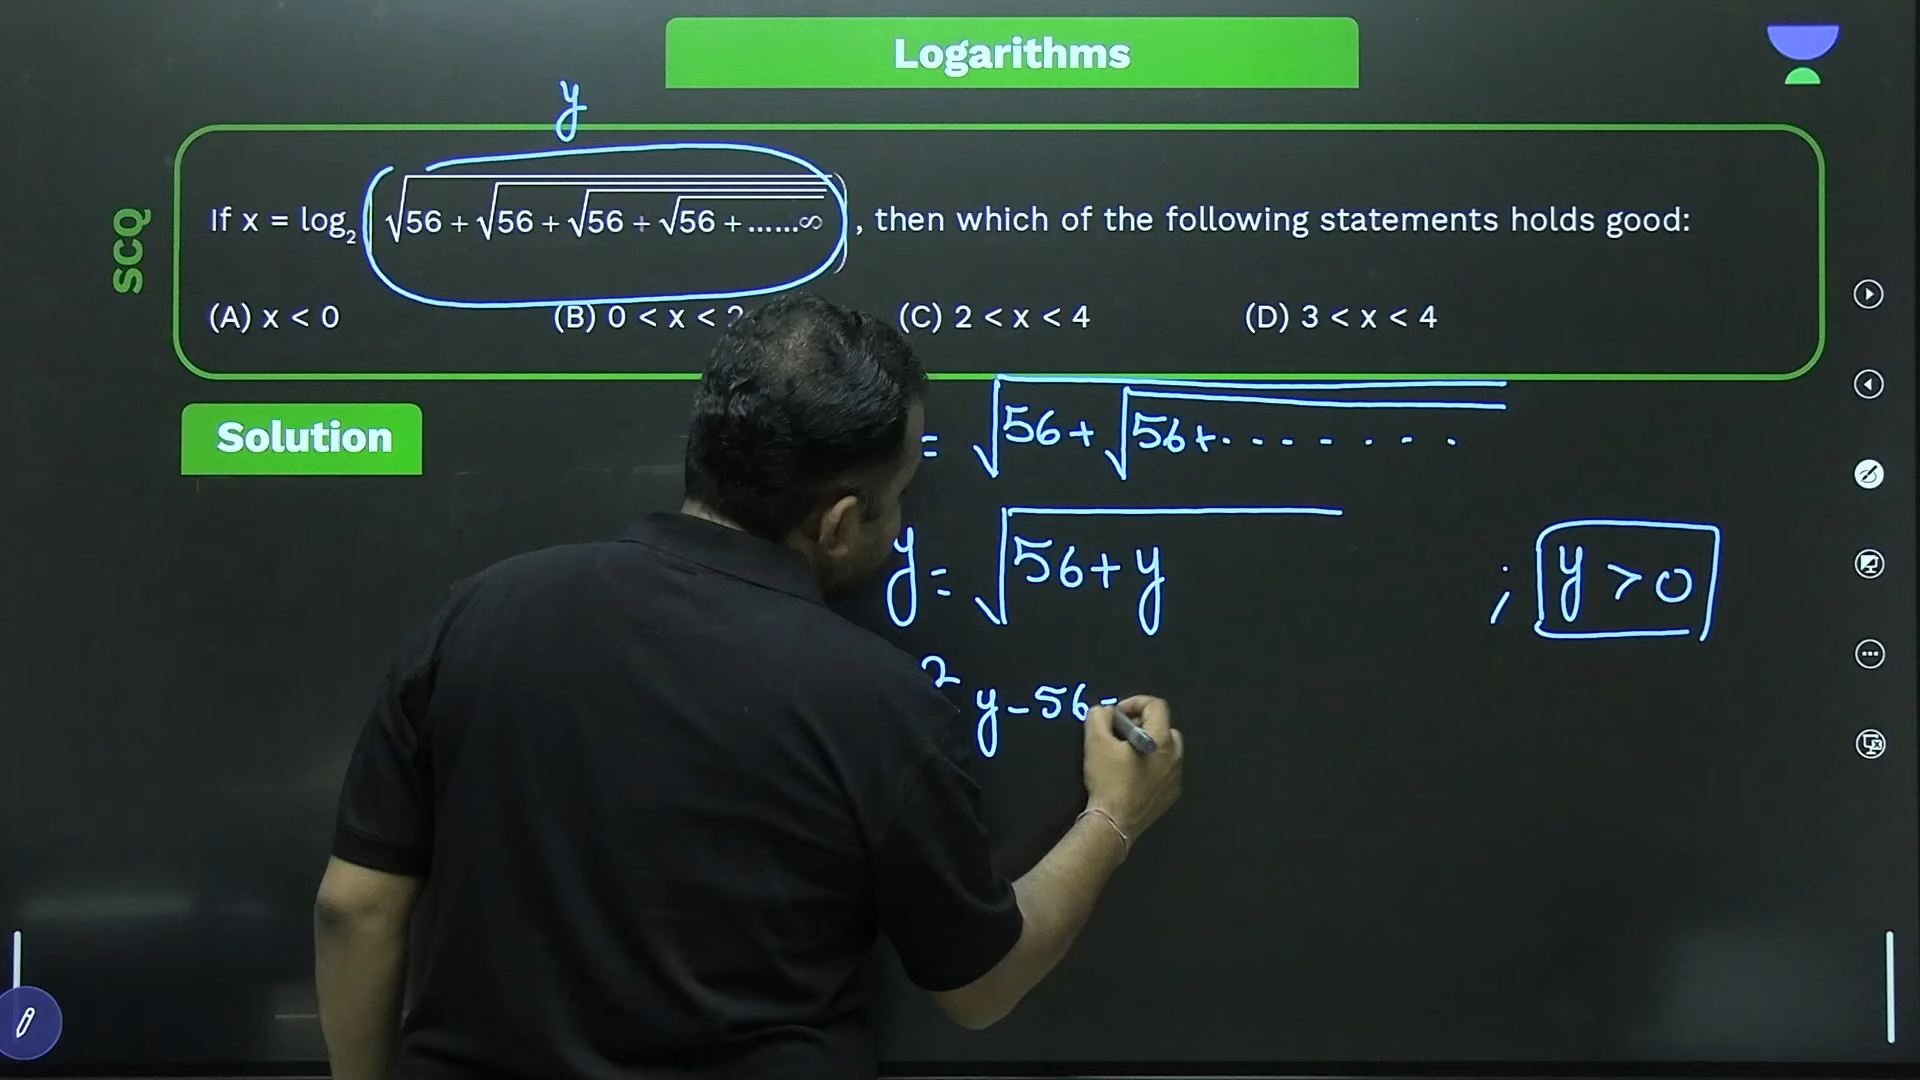 Logarithms
y
SCQ
If x = log₂(√(56 + √(56 + √(56 + √(56 + ......∞)))), then which of the following statements holds good:
(A) x < 0
(B) 0 < x <
(C) 2 < x < 4
(D) 3 < x < 4
Solution
= √(56 + √(56 + . . . . . . .
y = √(56 + y) ; y > 0
2 y - 56 =